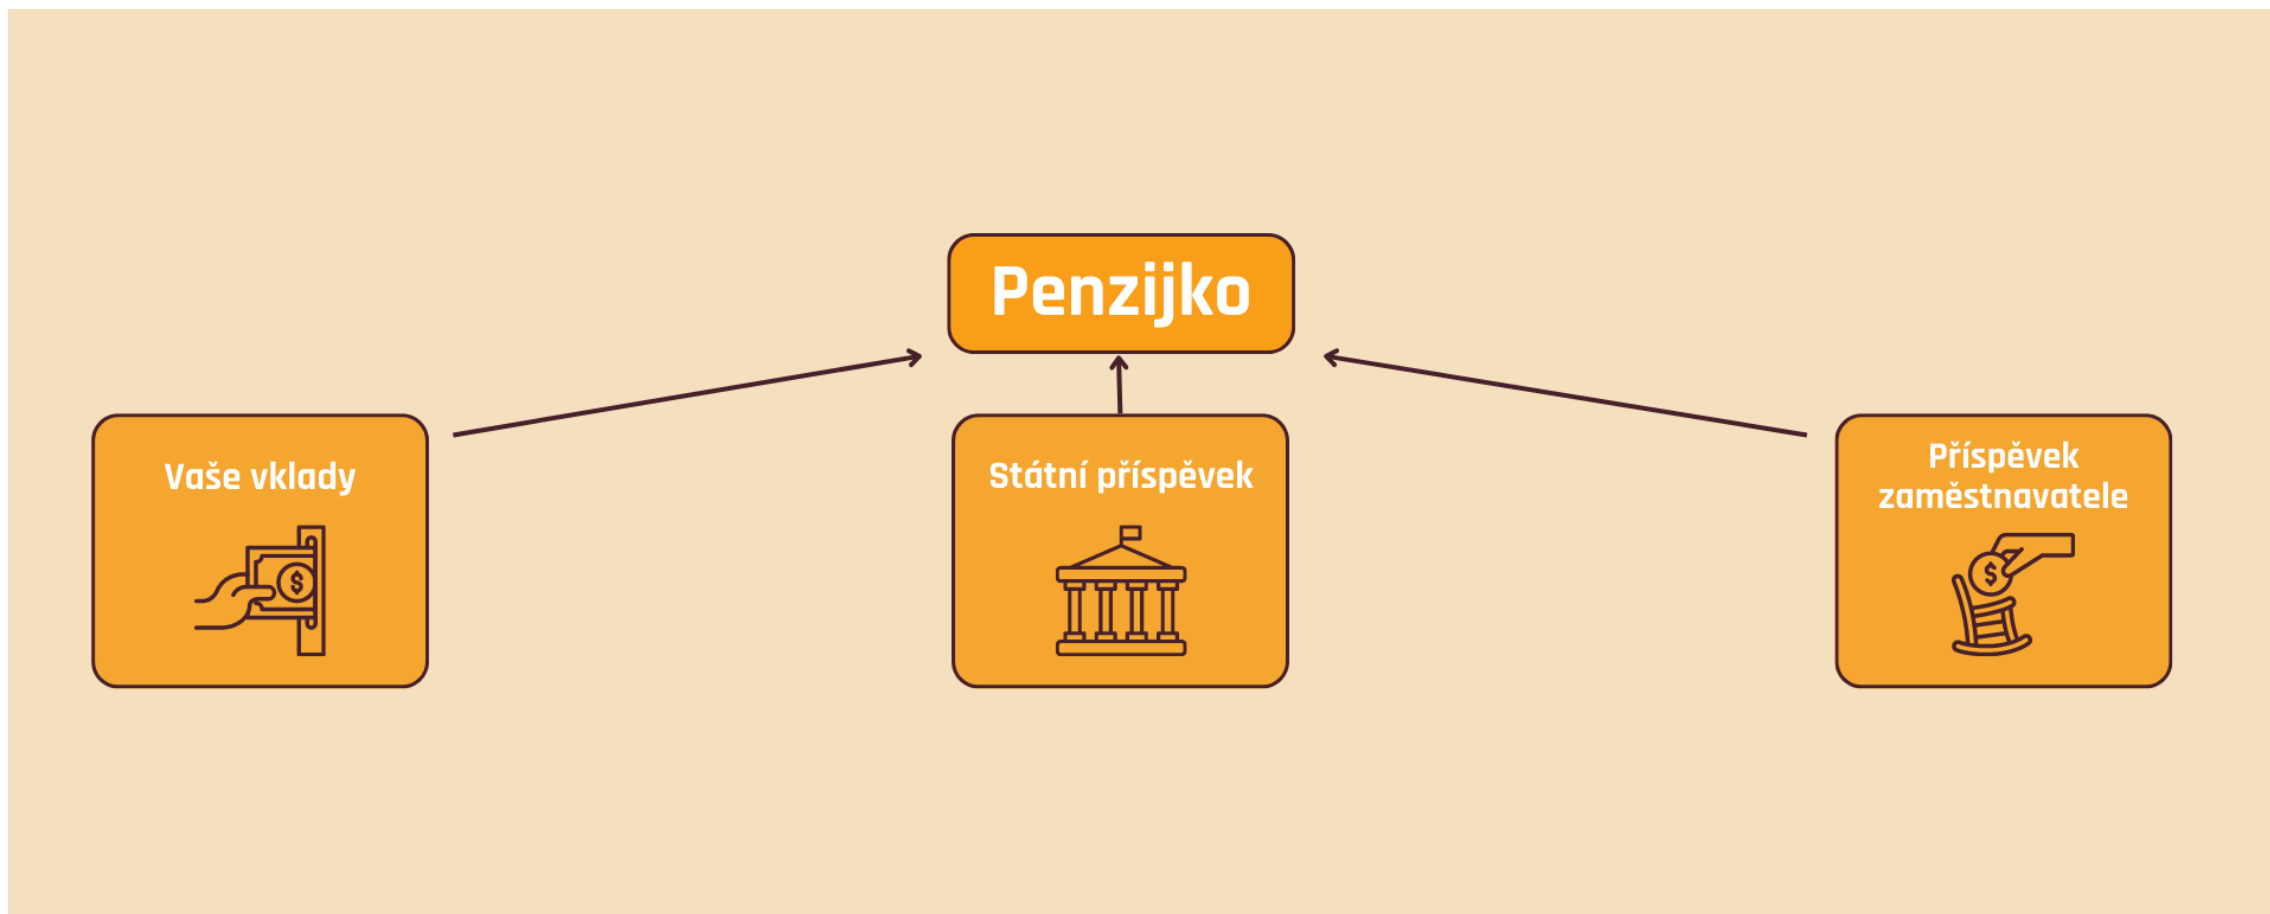 Penzijko
Vaše vklady
Státní příspěvek
Příspěvek
zaměstnavatele